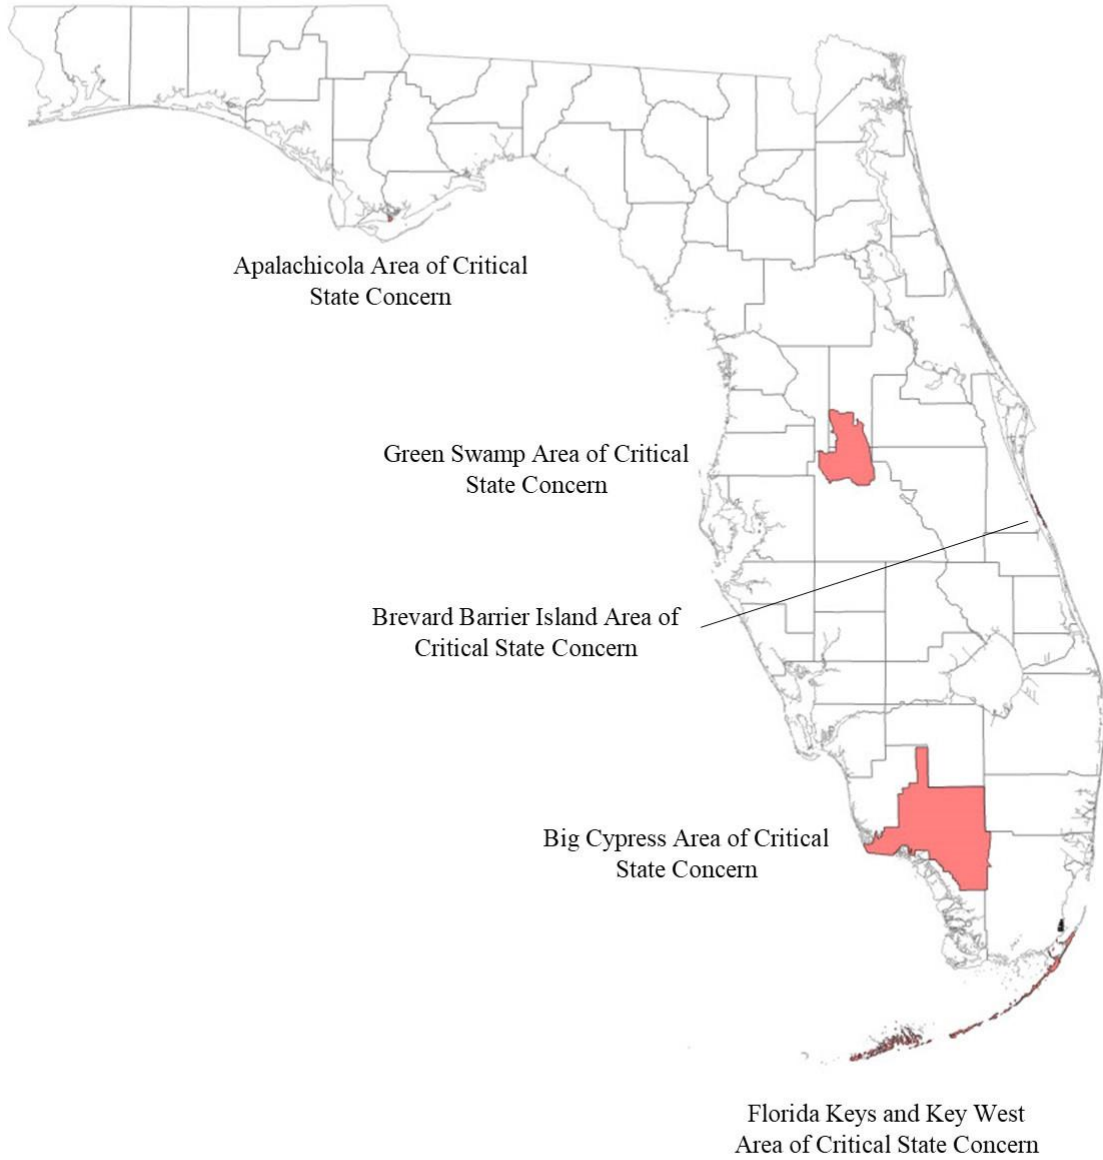 Apalachicola Area of Critical
State Concern
Green Swamp Area of Critical
State Concern
Brevard Barrier Island Area of
Critical State Concern
Big Cypress Area of Critical
State Concern
Florida Keys and Key West
Area of Critical State Concern